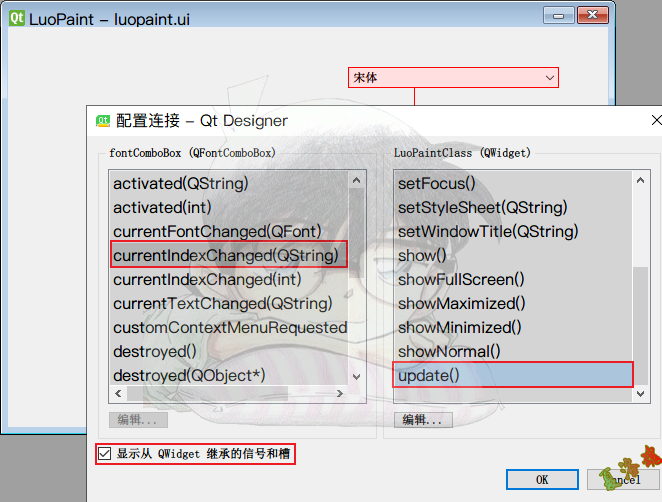 LuoPaint - luopaint.ui
宋体
配置连接 - Qt Designer
fontComboBox (QFontComboBox)
LuoPaintClass (QWidget)
activated(QString)
activated(int)
currentFontChanged(QFont)
currentIndexChanged(QString)
currentIndexChanged(int)
currentTextChanged(QString)
customContextMenuRequested
destroyed()
destroyed(QObject*)
setFocus()
setStyleSheet(QString)
setWindowTitle(QString)
show()
showFullScreen()
showMaximized()
showMinimized()
showNormal()
update()
编辑...
编辑...
显示从 QWidget 继承的信号和槽
OK
Cancel